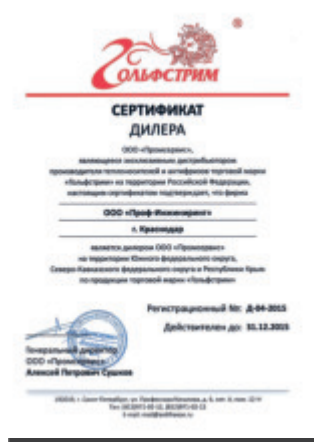 ®
ГОЛЬФСТРИМ
СЕРТИФИКАТ
ДИЛЕРА
ООО «Промсервис»,
являющееся эксклюзивным дистрибьютором
производителя теплоносителей и антифризов торговой марки
«Гольфстрим» на территории Российской Федерации,
настоящим сертификатом подтверждает, что фирма
ООО «Проф-Инжиниринг»
г. Краснодар
является дилером ООО «Промсервис»
на территории Южного федерального округа,
Северо-Кавказского федерального округа и Республики Крым
по продукции торговой марки «Гольфстрим»
Регистрационный №: Д-04-2015
Действителен до: 31.12.2015
Генеральный директор
ООО «Промсервис»
Алексей Петрович Сушков
г. Санкт-Петербург, ул.